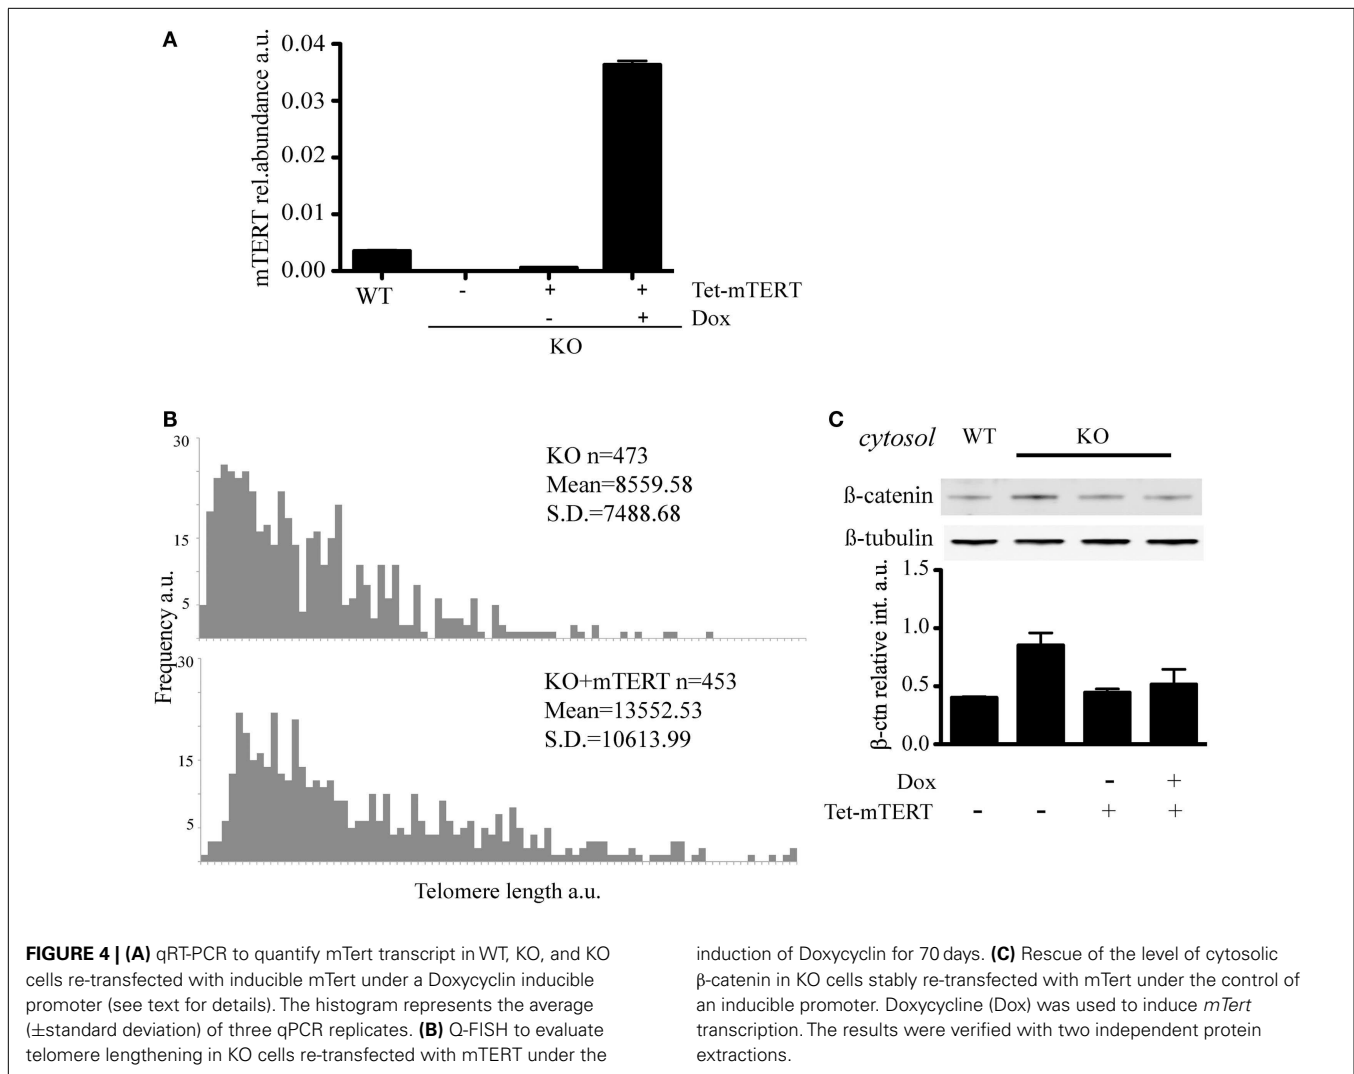 A
mTERT rel.abundance a.u.
0.04
0.03
0.02
0.01
0.00
WT - + + Tet-mTERT
- + Dox
KO
B
Frequency a.u.
30
15
5
KO n=473
Mean=8559.58
S.D.=7488.68
30
15
5
KO+mTERT n=453
Mean=13552.53
S.D.=10613.99
Telomere length a.u.
C
cytosol WT KO
ß-catenin
ß-tubulin
β-ctn relative int. a.u.
1.5
1.0
0.5
0.0
Dox - +
Tet-mTERT - - + +
FIGURE 4 | (A) qRT-PCR to quantify mTert transcript in WT, KO, and KO
cells re-transfected with inducible mTert under a Doxycyclin inducible
promoter (see text for details). The histogram represents the average
(±standard deviation) of three qPCR replicates. (B) Q-FISH to evaluate
telomere lengthening in KO cells re-transfected with mTERT under the
induction of Doxycyclin for 70 days. (C) Rescue of the level of cytosolic
β-catenin in KO cells stably re-transfected with mTert under the control of
an inducible promoter. Doxycycline (Dox) was used to induce mTert
transcription. The results were verified with two independent protein
extractions.